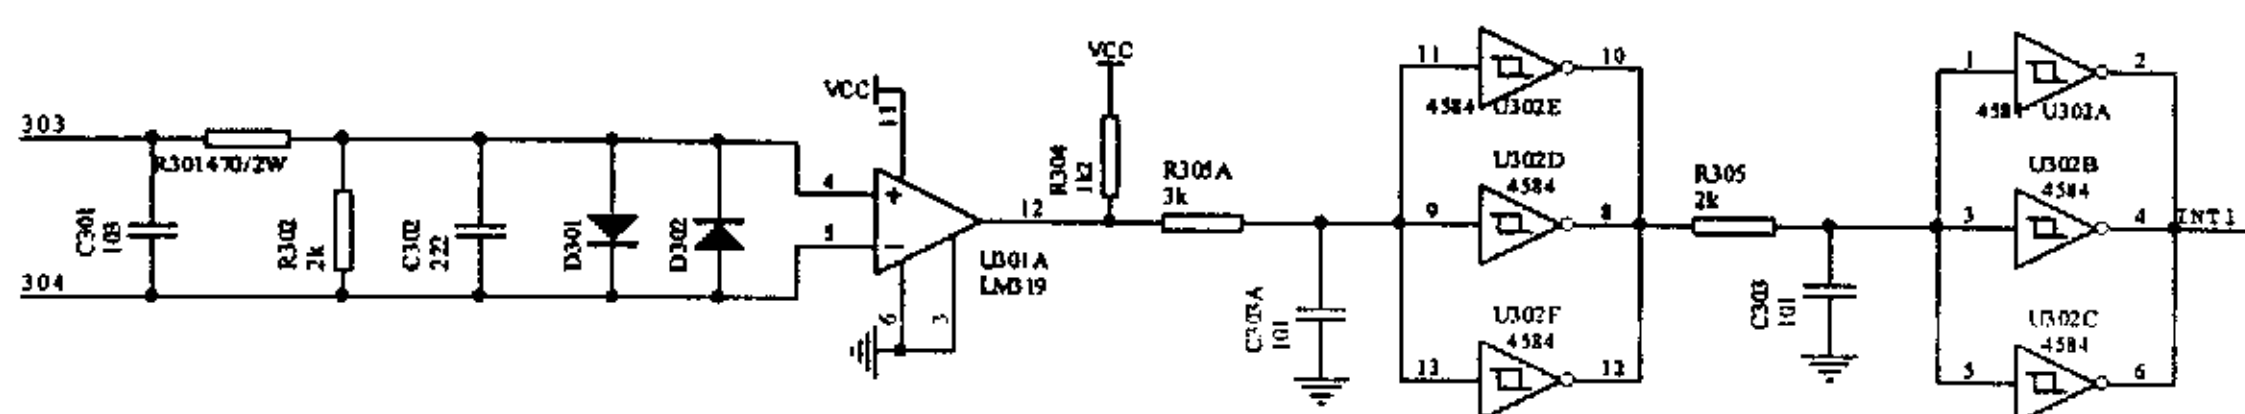 303
R301 470/2W
C301
103
R302
2k
C302
222
D301
D302
304
VCC
11
4
5
12
U301A
LM319
6
3
VCC
R304
1k2
R305A
3k
C303A
101
11
10
4584 U302E
U302D
4584
9
8
U302F
4584
13
12
R305
2k
C303
101
1
2
4584 U302A
U302B
4584
3
4
INT1
U302C
4584
5
6